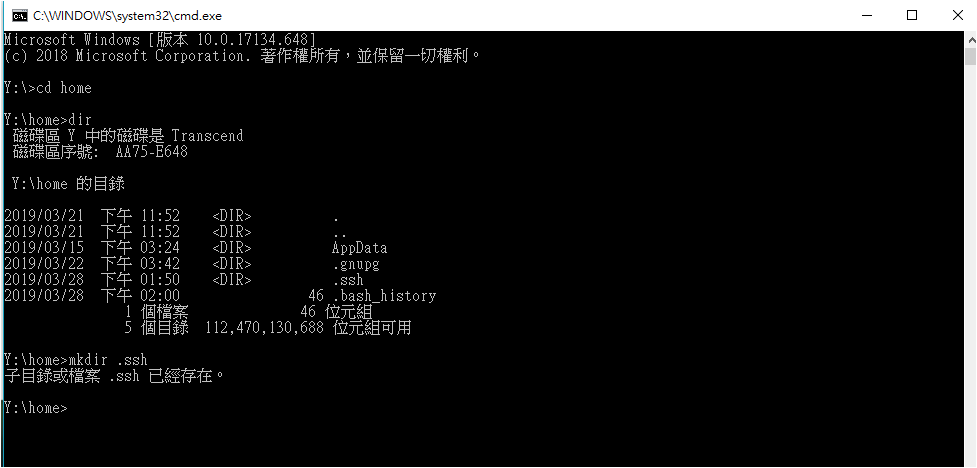 C:\WINDOWS\system32\cmd.exe
Microsoft Windows [版本 10.0.17134.648]
(c) 2018 Microsoft Corporation. 著作權所有，並保留一切權利。
Y:\>cd home
Y:\home>dir
磁碟區 Y 中的磁碟是 Transcend
磁碟區序號:  AA75-E648
Y:\home 的目錄
2019/03/21  下午 11:52    <DIR>          .
2019/03/21  下午 11:52    <DIR>          ..
2019/03/15  下午 03:24    <DIR>          AppData
2019/03/22  下午 03:42    <DIR>          .gnupg
2019/03/28  下午 01:50    <DIR>          .ssh
2019/03/28  下午 02:00                46 .bash_history
1 個檔案              46 位元組
5 個目錄  112,470,130,688 位元組可用
Y:\home>mkdir .ssh
子目錄或檔案 .ssh 已經存在。
Y:\home>